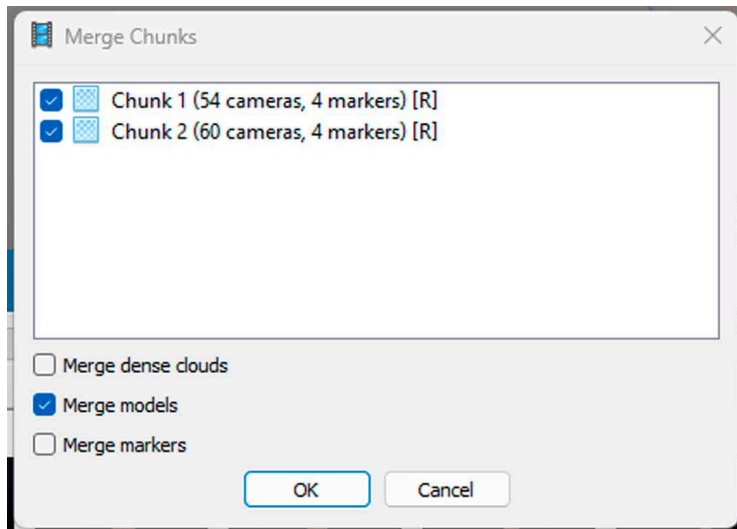 Merge Chunks
Chunk 1 (54 cameras, 4 markers) [R]
Chunk 2 (60 cameras, 4 markers) [R]
Merge dense clouds
Merge models
Merge markers
OK Cancel